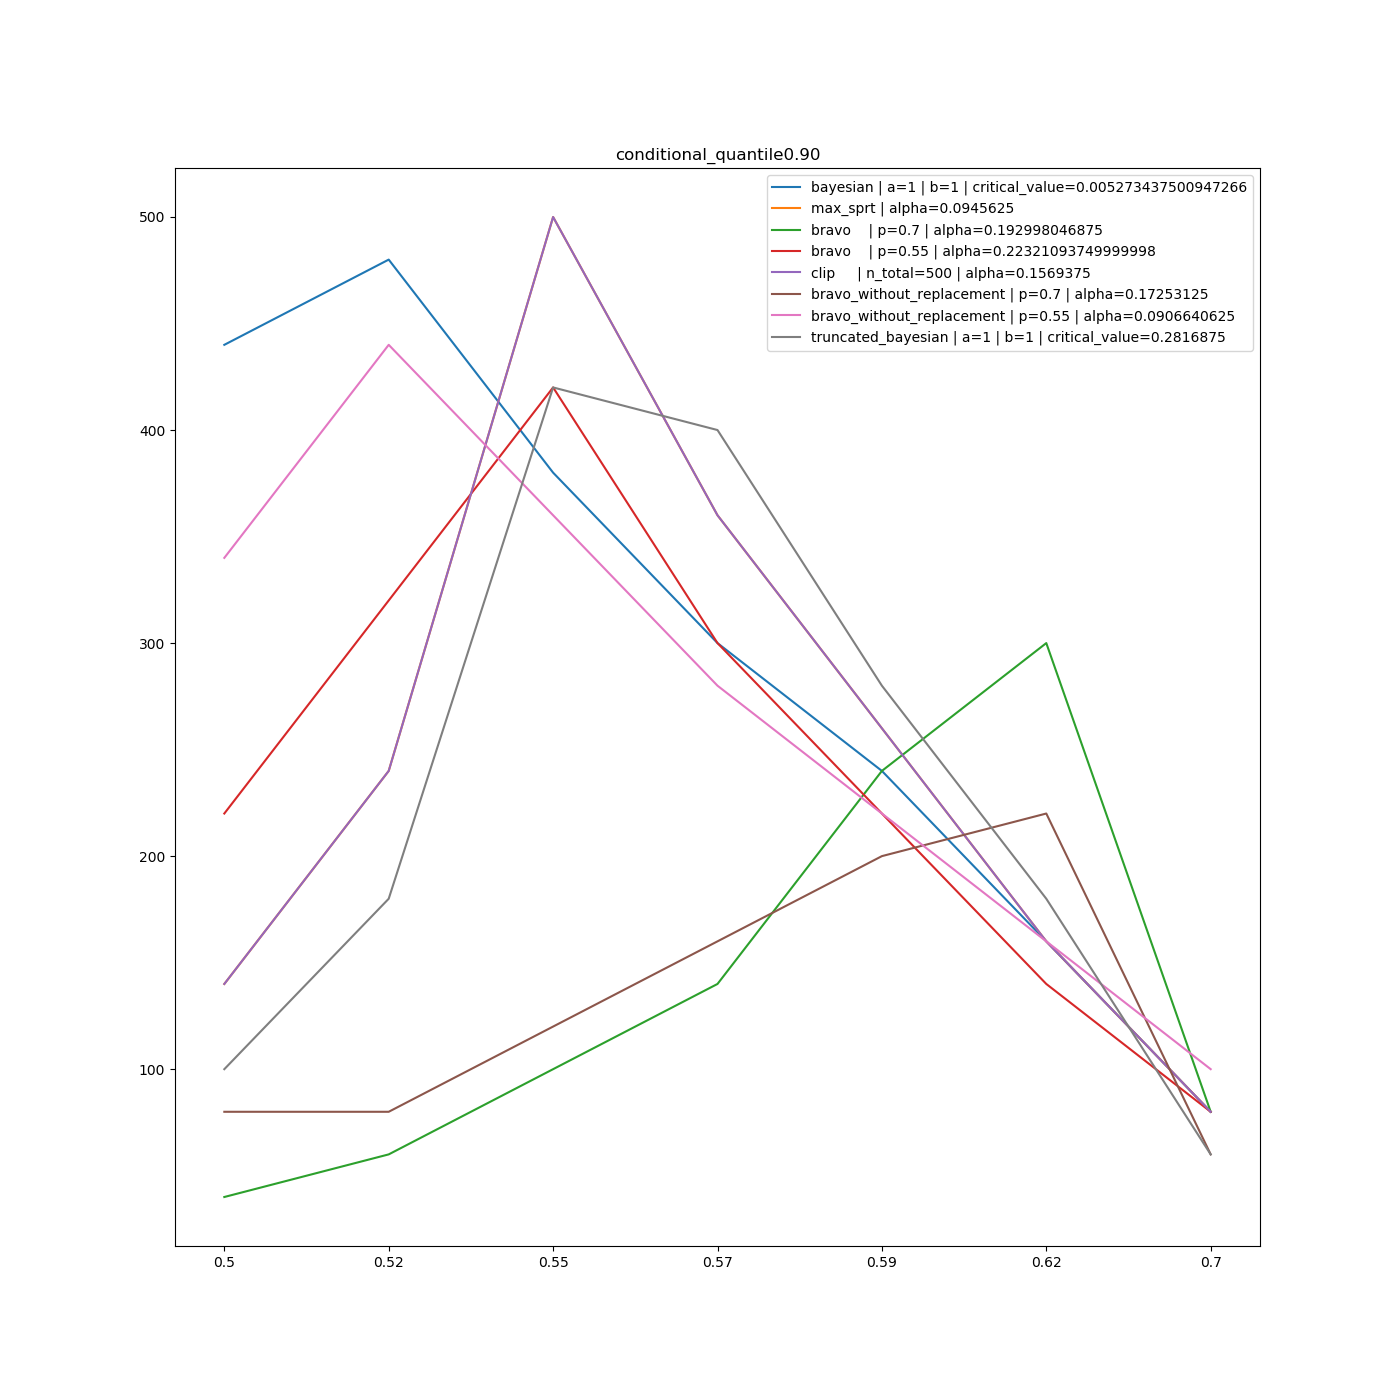 conditional_quantile0.90
bayesian | a=1 | b=1 | critical_value=0.005273437500947266
max_sprt | alpha=0.0945625
bravo    | p=0.7 | alpha=0.192998046875
bravo    | p=0.55 | alpha=0.22321093749999998
clip     | n_total=500 | alpha=0.1569375
bravo_without_replacement | p=0.7 | alpha=0.17253125
bravo_without_replacement | p=0.55 | alpha=0.0906640625
truncated_bayesian | a=1 | b=1 | critical_value=0.2816875
500
400
300
200
100
0.5 0.52 0.55 0.57 0.59 0.62 0.7